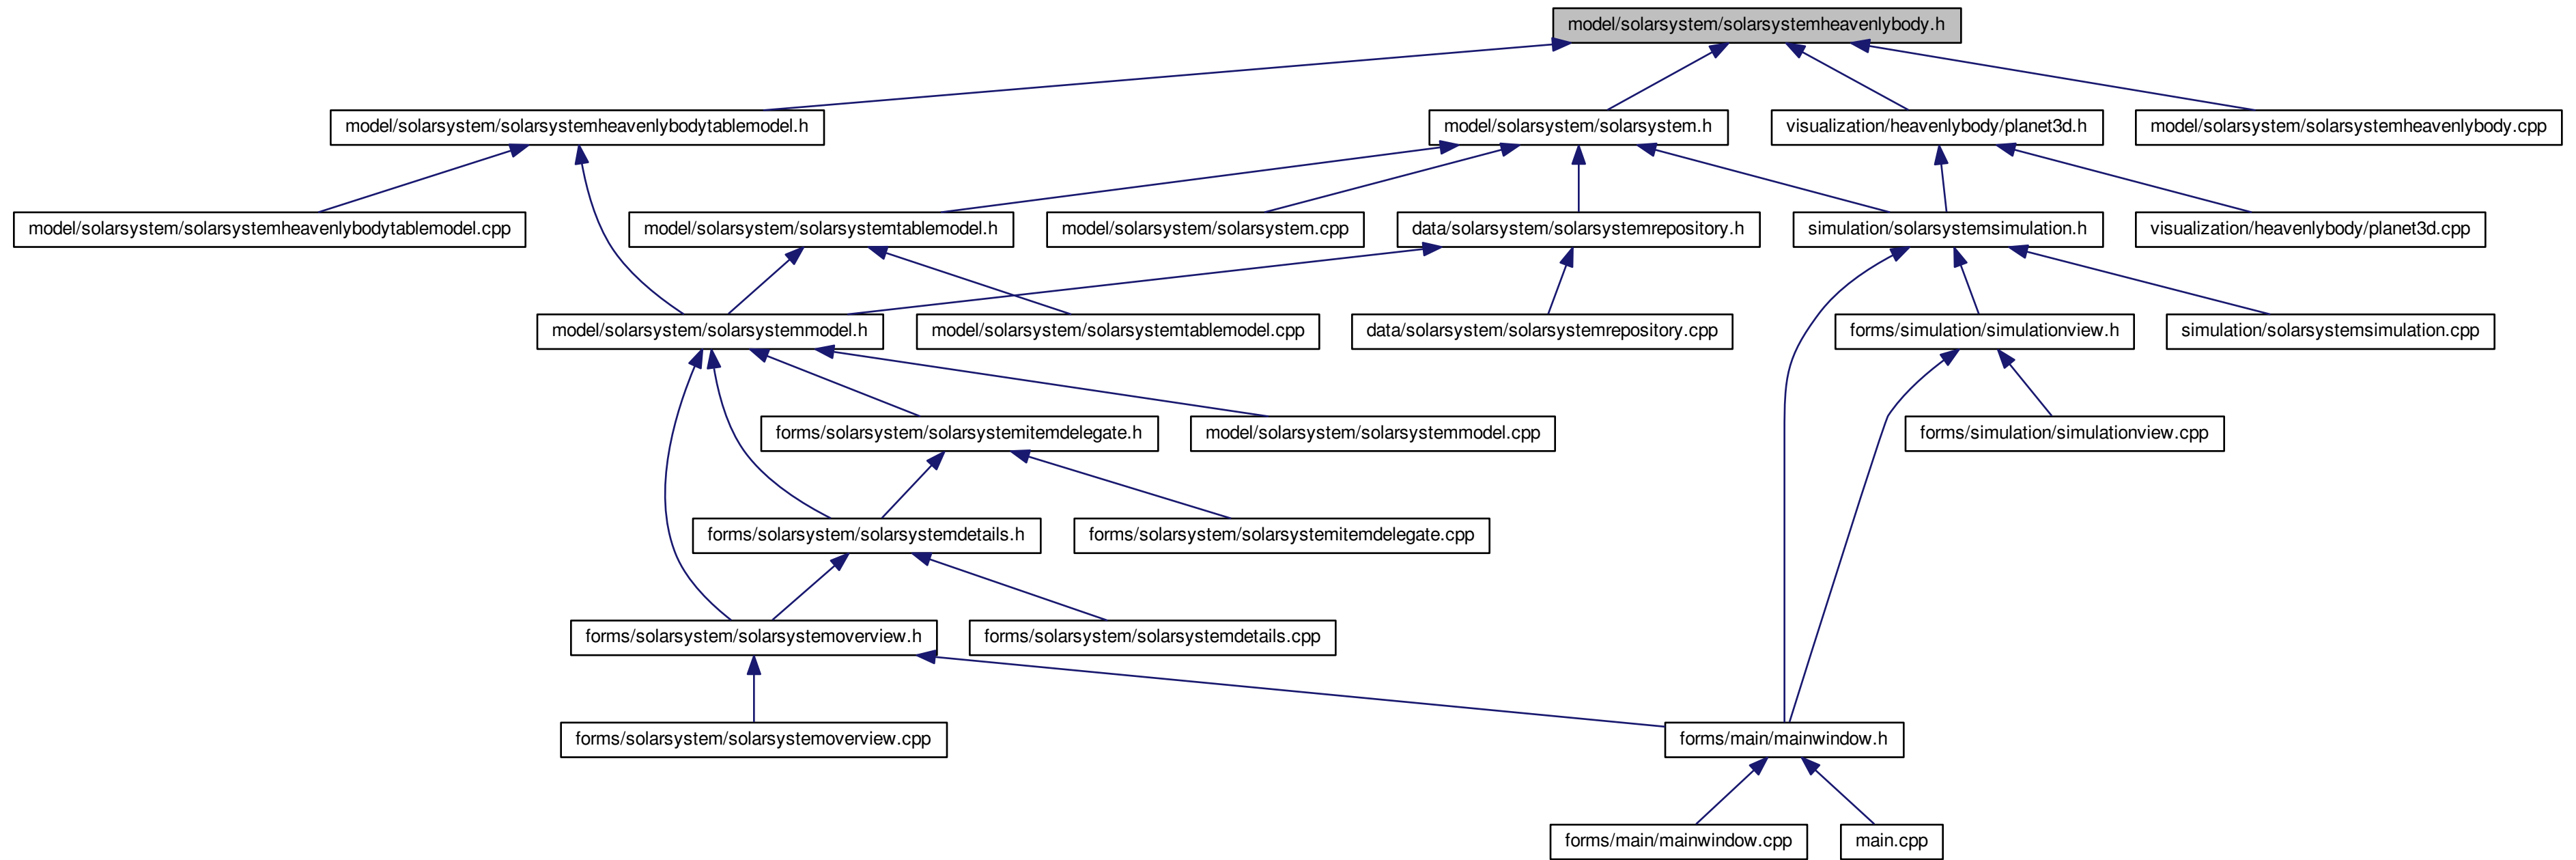 model/solarsystem/solarsystemheavenlybody.h
model/solarsystem/solarsystemheavenlybodytablemodel.h
model/solarsystem/solarsystem.h
visualization/heavenlybody/planet3d.h
model/solarsystem/solarsystemheavenlybody.cpp
model/solarsystem/solarsystemheavenlybodytablemodel.cpp
model/solarsystem/solarsystemtablemodel.h
model/solarsystem/solarsystem.cpp
data/solarsystem/solarsystemrepository.h
simulation/solarsystemsimulation.h
visualization/heavenlybody/planet3d.cpp
model/solarsystem/solarsystemmodel.h
model/solarsystem/solarsystemtablemodel.cpp
data/solarsystem/solarsystemrepository.cpp
forms/simulation/simulationview.h
simulation/solarsystemsimulation.cpp
forms/solarsystem/solarsystemitemdelegate.h
model/solarsystem/solarsystemmodel.cpp
forms/simulation/simulationview.cpp
forms/solarsystem/solarsystemdetails.h
forms/solarsystem/solarsystemitemdelegate.cpp
forms/solarsystem/solarsystemoverview.h
forms/solarsystem/solarsystemdetails.cpp
forms/solarsystem/solarsystemoverview.cpp
forms/main/mainwindow.h
forms/main/mainwindow.cpp
main.cpp